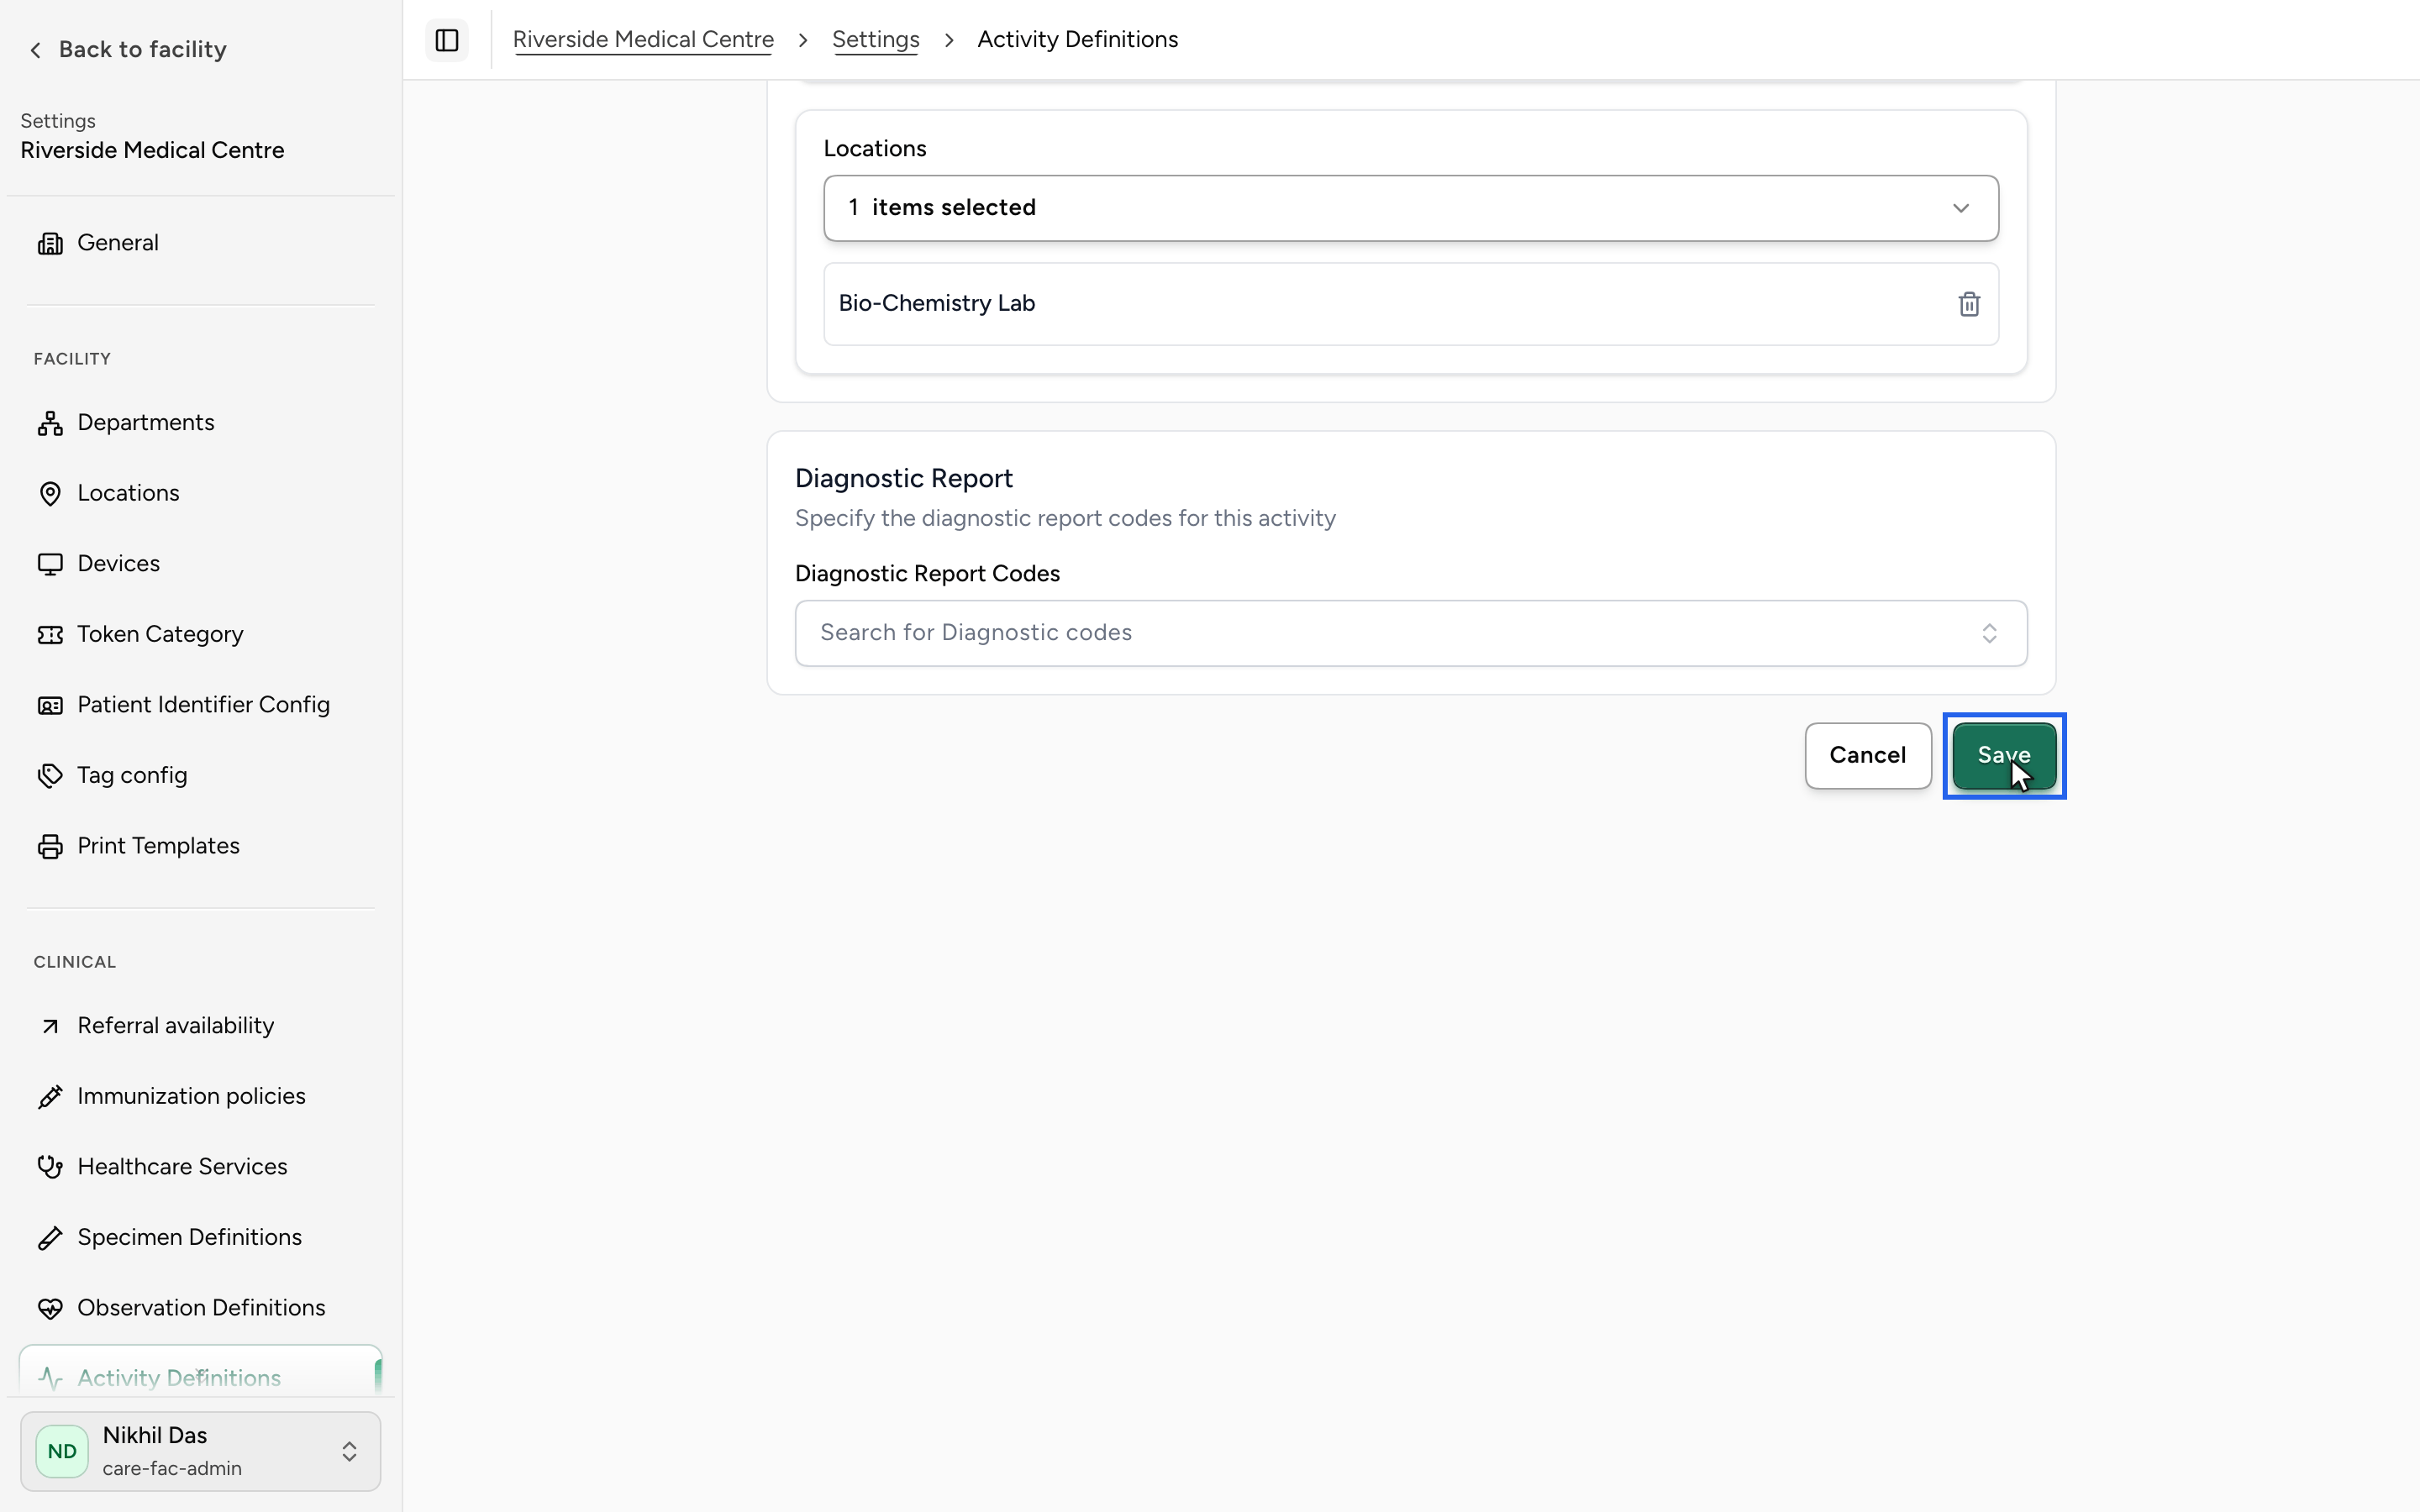 Back to facility
Settings
Riverside Medical Centre
General
FACILITY
Departments
Locations
Devices
Token Category
Patient Identifier Config
Tag config
Print Templates
CLINICAL
Referral availability
Immunization policies
Healthcare Services
Specimen Definitions
Observation Definitions
Activity Definitions
ND
Nikhil Das
care-fac-admin
Riverside Medical Centre > Settings > Activity Definitions
Locations
1 items selected
Bio-Chemistry Lab
Diagnostic Report
Specify the diagnostic report codes for this activity
Diagnostic Report Codes
Search for Diagnostic codes
Cancel
Save